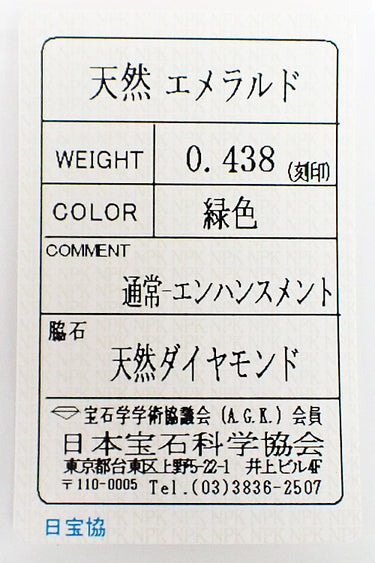 天然 エメラルド
WEIGHT 0.438 (刻印)
COLOR 緑色
COMMENT
通常-エンハンスメント
脇石
天然ダイヤモンド
宝石学学術協議会 (A.G.K.) 会員
日本宝石科学協会
東京都台東区上野5-22-1 井上ビル4F
〒110-0005 Tel.(03)3836-2507
日宝協